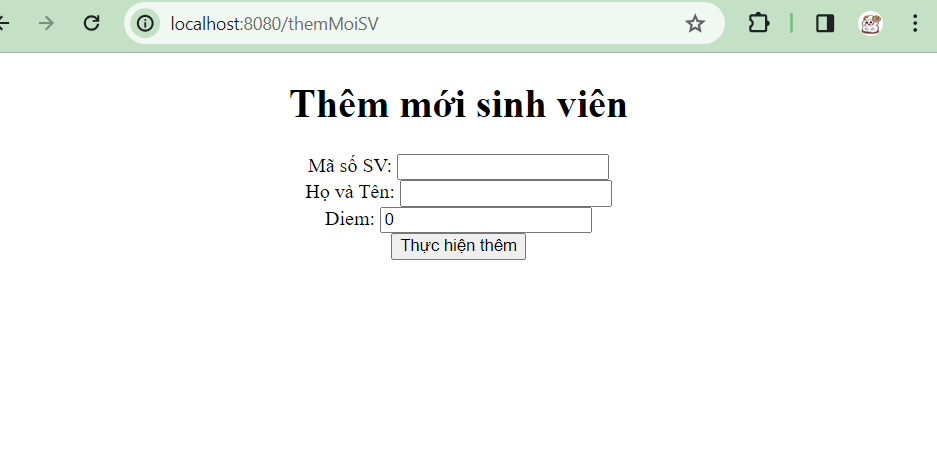 localhost:8080/themMoiSV
Thêm mới sinh viên
Mã số SV:
Họ và Tên:
Diem: 0
Thực hiện thêm